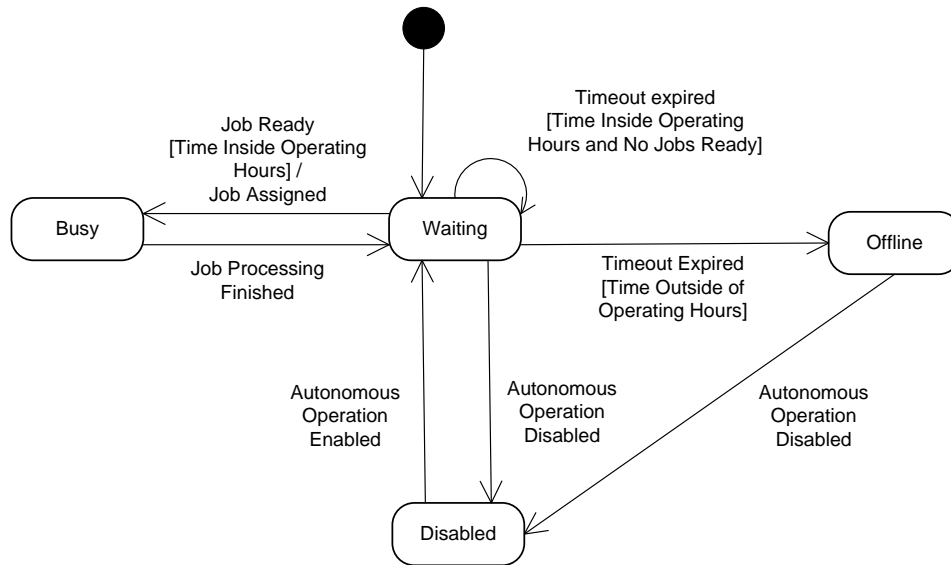 Timeout expired
[Time Inside Operating
Hours and No Jobs Ready]
Job Ready
[Time Inside Operating
Hours] /
Job Assigned
Busy
Waiting
Offline
Job Processing
Finished
Timeout Expired
[Time Outside of
Operating Hours]
Autonomous
Operation
Enabled
Autonomous
Operation
Disabled
Autonomous
Operation
Disabled
Disabled